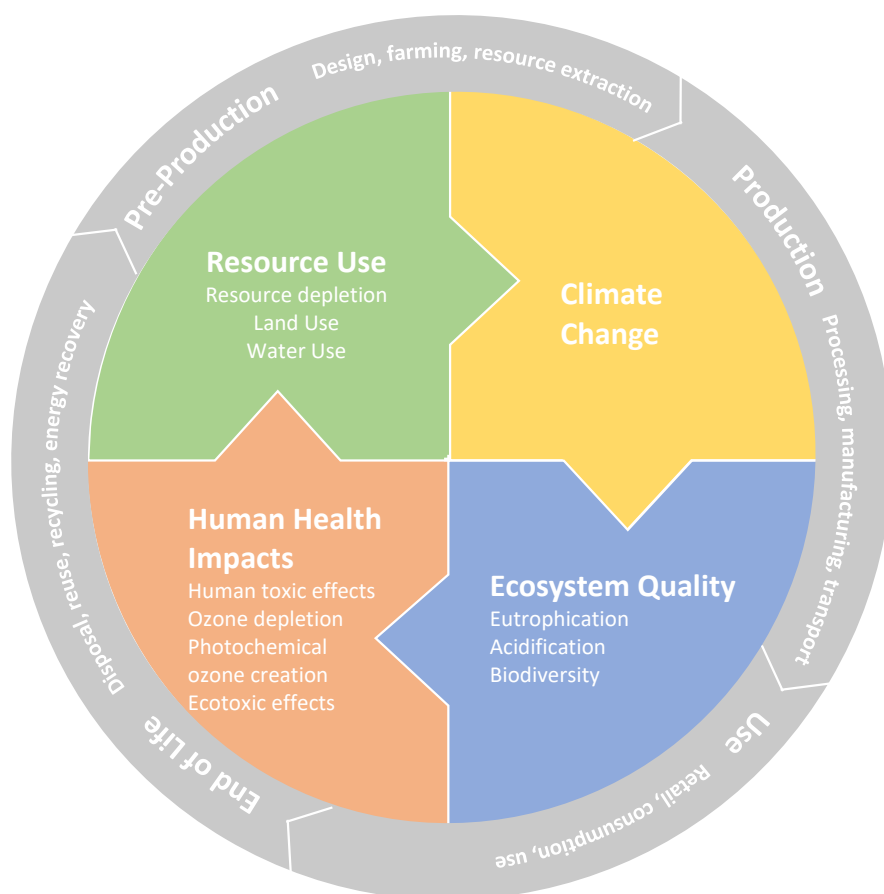 Pre-Production
Design, farming, resource extraction
Production
Processing, manufacturing, transport
Use
Retail, consumption, use
End of Life
Disposal, reuse, recycling, energy recovery
Resource Use
Resource depletion
Land Use
Water Use
Climate
Change
Human Health
Impacts
Human toxic effects
Ozone depletion
Photochemical
ozone creation
Ecotoxic effects
Ecosystem Quality
Eutrophication
Acidification
Biodiversity